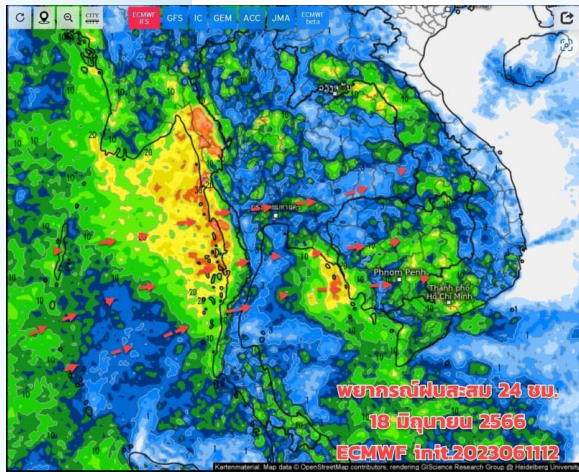 CITY
CITY
ECMWF
IFS
GFS
IC
GEM
ACC
JMA
ECMWF
beta
Phnom Penh
Thành phố
Hồ Chí Minh
พยากรณ์ฝนสะสม 24 ชม.
18 มิถุนายน 2566
ECMWF init.2023061112
Kartenmaterial Map data © OpenStreetMap contributors, rendering GIScience Research Group @ Heidelberg University